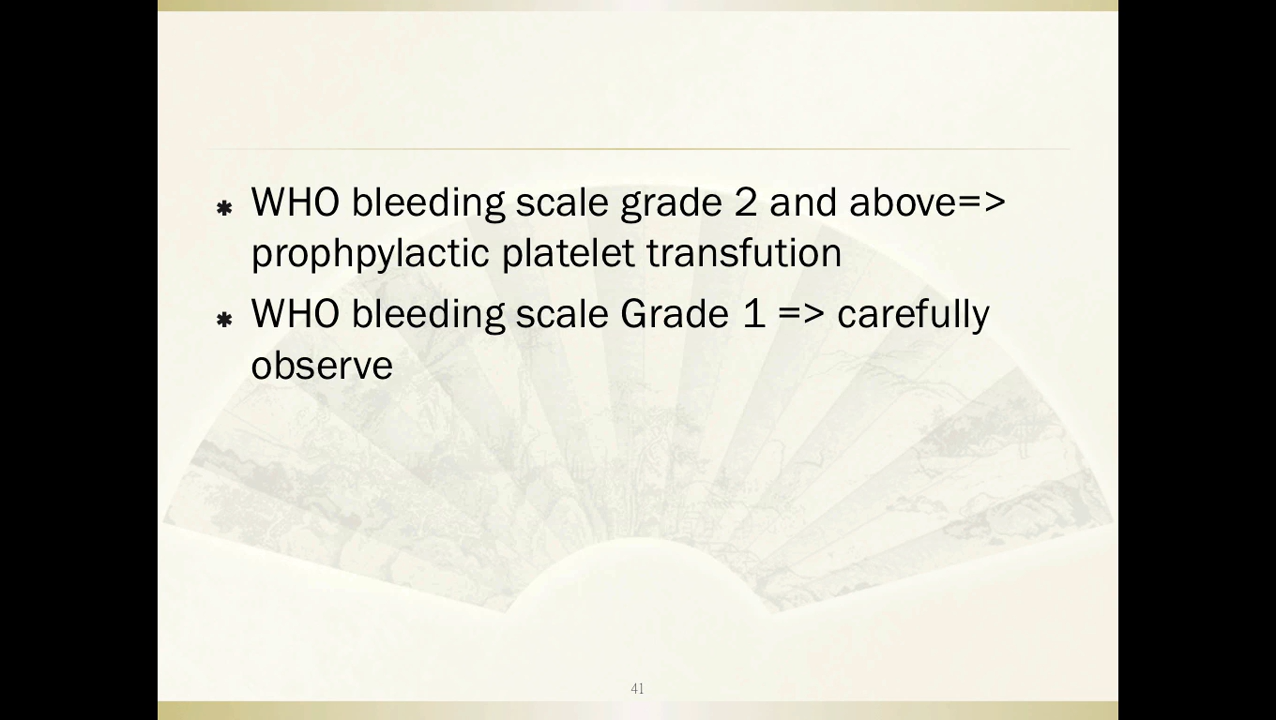 ✱ WHO bleeding scale grade 2 and above=>
prophpylactic platelet transfution
✱ WHO bleeding scale Grade 1 => carefully
observe
41